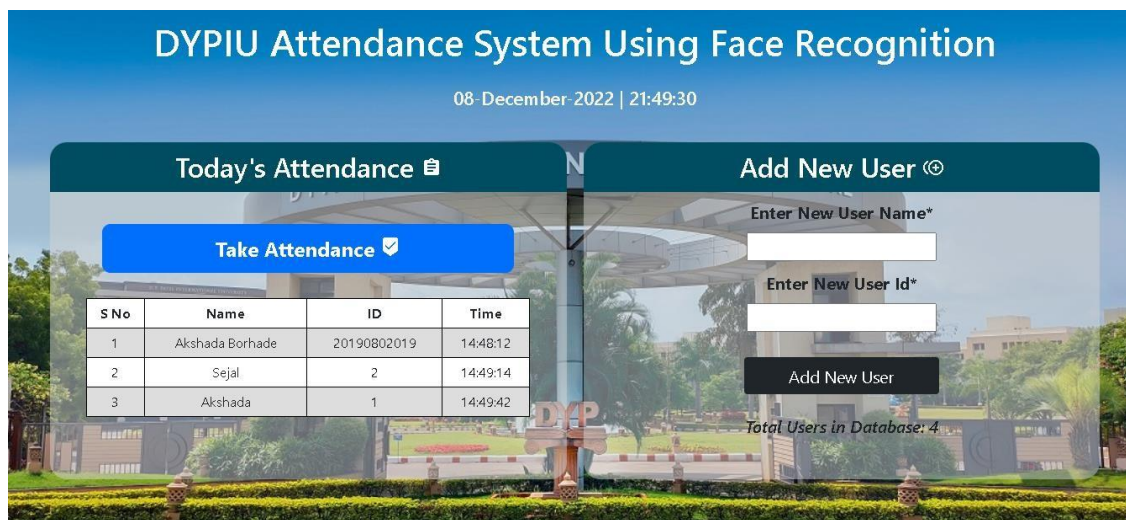 DYPIU Attendance System Using Face Recognition
08-December-2022 | 21:49:30
Today's Attendance
Take Attendance
S No Name ID Time
1 Akshada Borhade 20190802019 14:48:12
2 Sejal 2 14:49:14
3 Akshada 1 14:49:42
Add New User
Enter New User Name*
Enter New User Id*
Add New User
Total Users in Database: 4
DYP